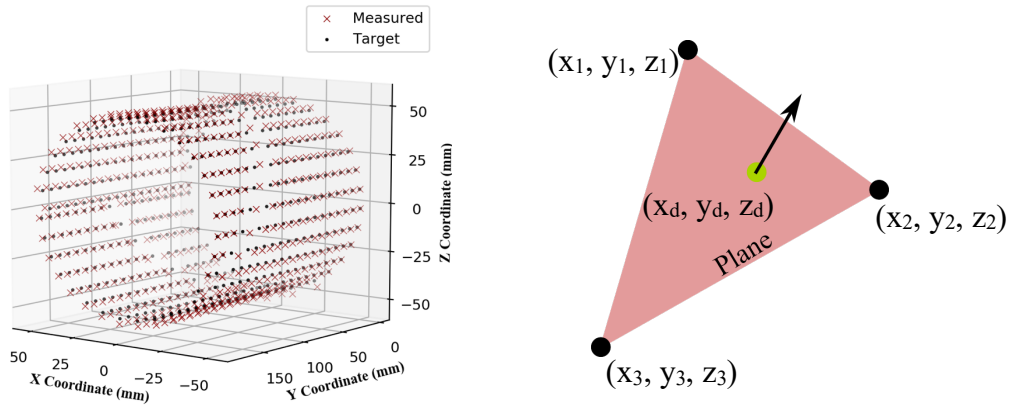 Measured
Target
50
25
0
−25
−50
Z Coordinate (mm)
50
25
0
−25
−50
X Coordinate (mm)
150
100
50
0
Y Coordinate (mm)
(x1, y1, z1)
(xd, yd, zd)
(x2, y2, z2)
Plane
(x3, y3, z3)